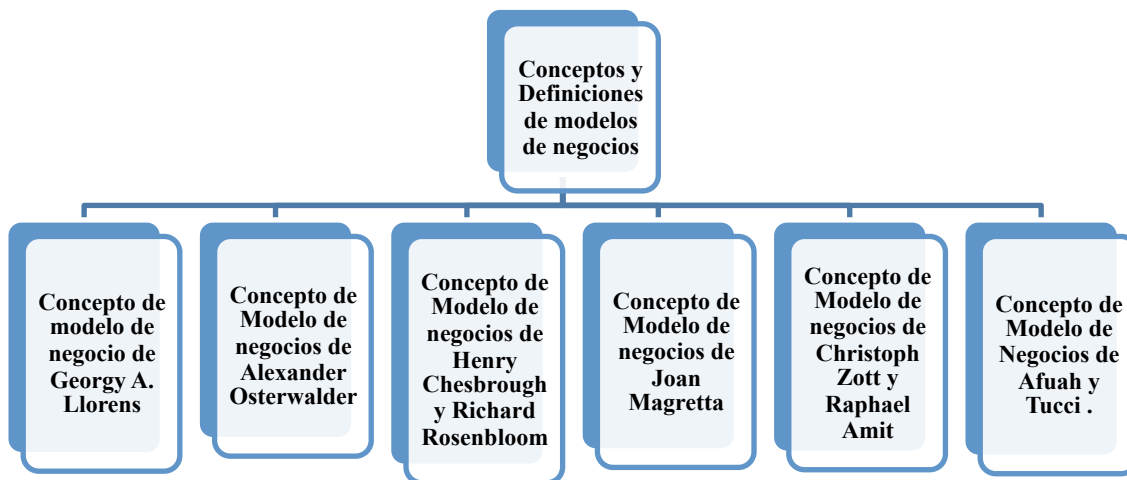 Conceptos y
Definiciones
de modelos
de negocios
Concepto de
modelo de
negocio de
Georgy A.
Llorens
Concepto de
Modelo de
negocios de
Alexander
Osterwalder
Concepto de
Modelo de
negocios de
Henry
Chesbrough
y Richard
Rosenbloom
Concepto de
Modelo de
negocios de
Joan
Magretta
Concepto de
Modelo de
negocios de
Christoph
Zott y
Raphael
Amit
Concepto de
Modelo de
Negocios de
Afuah y
Tucci .